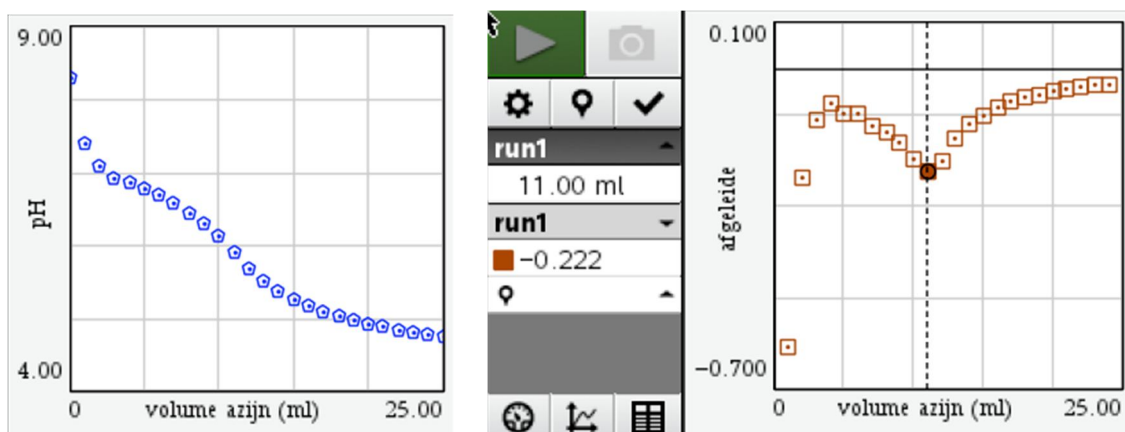 9.00
pH
4.00
0
volume azijn (ml)
25.00
run1
11.00 ml
run1
−0.222
0.100
afgeleide
−0.700
0
volume azijn (ml)
25.00